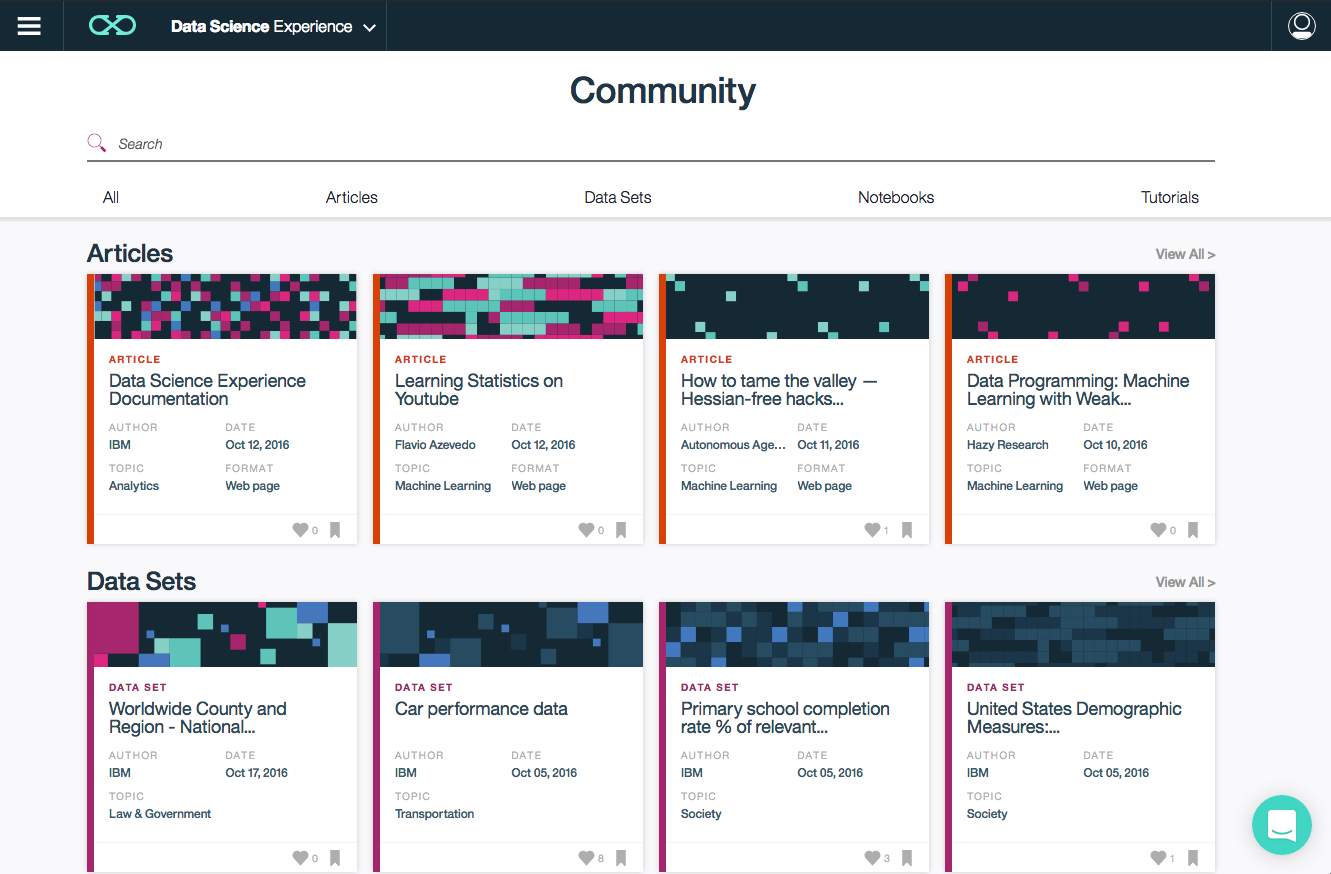 Data Science Experience
Community
Search
All Articles Data Sets Notebooks Tutorials
Articles View All >
ARTICLE
Data Science Experience
Documentation
AUTHOR DATE
IBM Oct 12, 2016
TOPIC FORMAT
Analytics Web page
0
ARTICLE
Learning Statistics on
Youtube
AUTHOR DATE
Flavio Azevedo Oct 12, 2016
TOPIC FORMAT
Machine Learning Web page
0
ARTICLE
How to tame the valley —
Hessian-free hacks...
AUTHOR DATE
Autonomous Age... Oct 11, 2016
TOPIC FORMAT
Machine Learning Web page
1
ARTICLE
Data Programming: Machine
Learning with Weak...
AUTHOR DATE
Hazy Research Oct 10, 2016
TOPIC FORMAT
Machine Learning Web page
0
Data Sets View All >
DATA SET
Worldwide County and
Region - National...
AUTHOR DATE
IBM Oct 17, 2016
TOPIC
Law & Government
0
DATA SET
Car performance data
AUTHOR DATE
IBM Oct 05, 2016
TOPIC
Transportation
8
DATA SET
Primary school completion
rate % of relevant...
AUTHOR DATE
IBM Oct 05, 2016
TOPIC
Society
3
DATA SET
United States Demographic
Measures:...
AUTHOR DATE
IBM Oct 05, 2016
TOPIC
Society
1